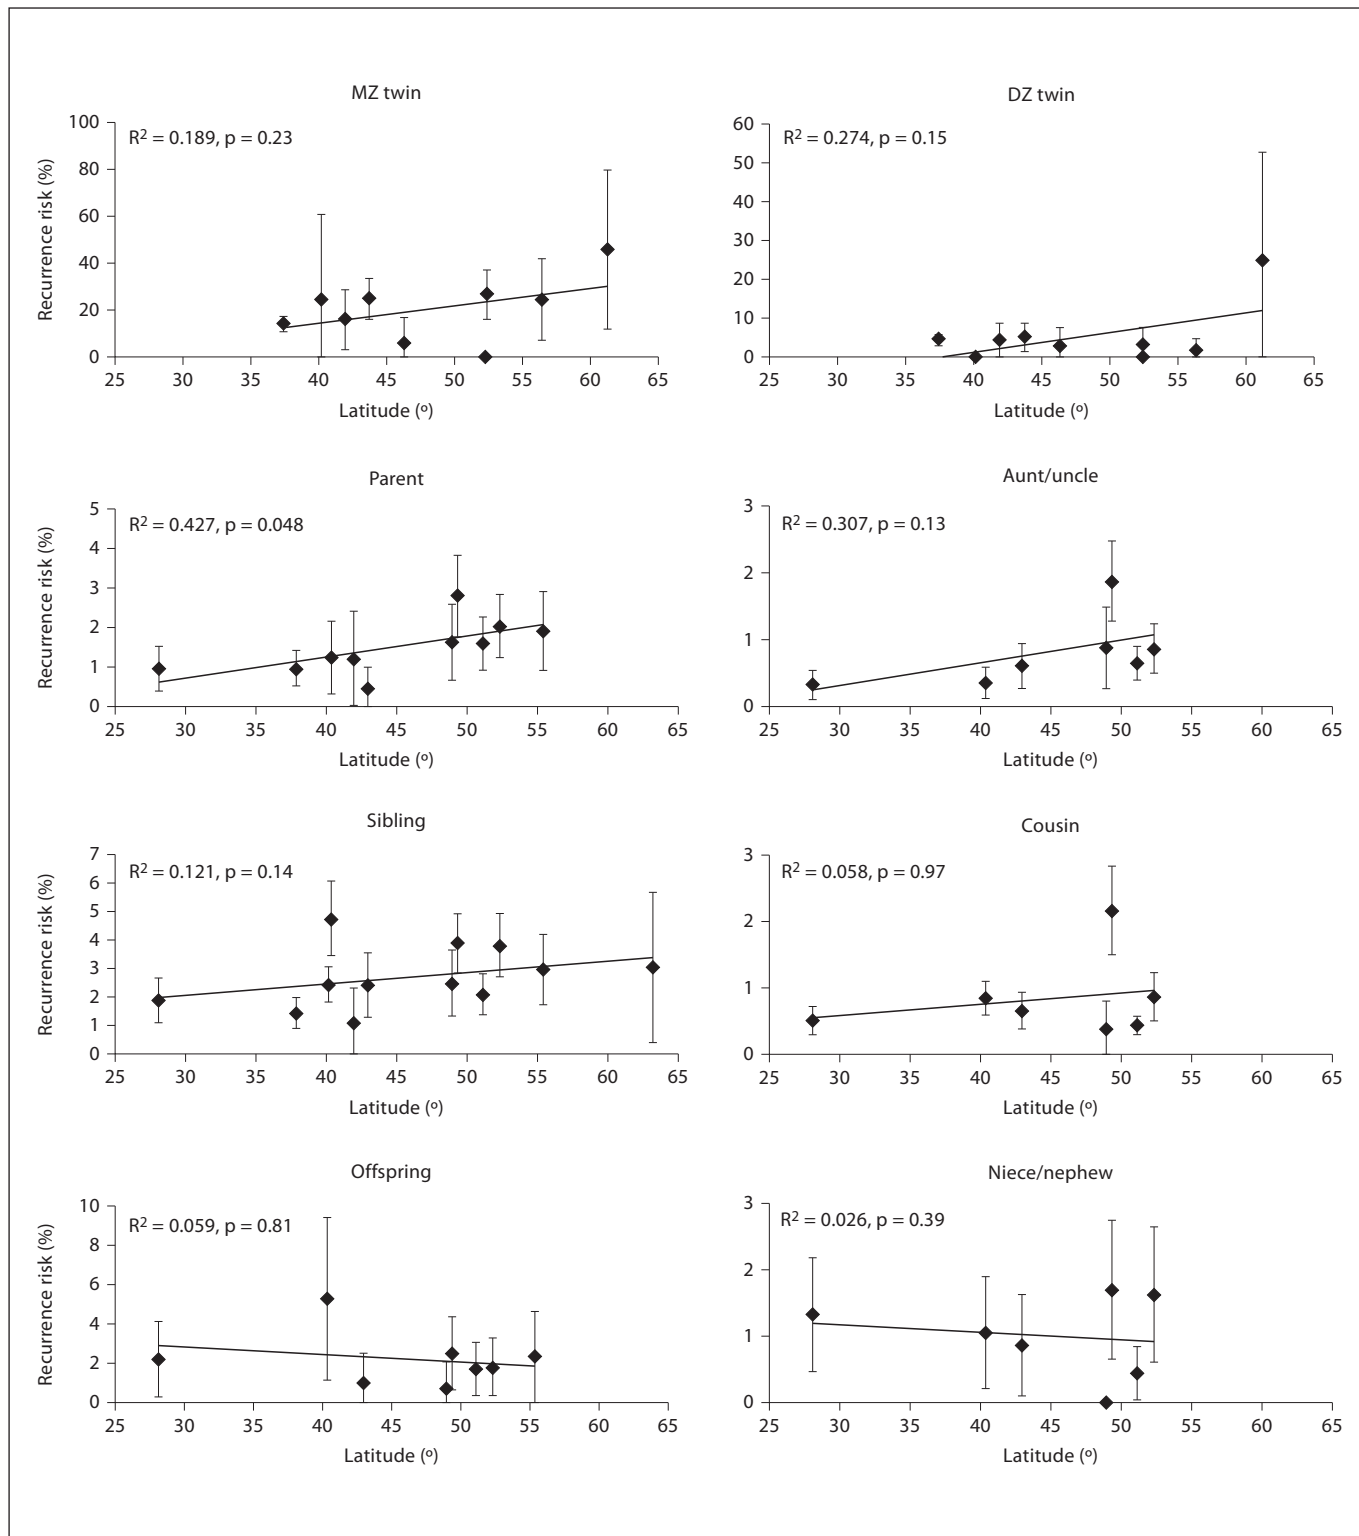 MZ twin
R² = 0.189, p = 0.23
Recurrence risk (%)
100
80
60
40
20
0
25 30 35 40 45 50 55 60 65
Latitude (º)
DZ twin
R² = 0.274, p = 0.15
60
50
40
30
20
10
0
25 30 35 40 45 50 55 60 65
Latitude (º)
Parent
R² = 0.427, p = 0.048
Recurrence risk (%)
5
4
3
2
1
0
25 30 35 40 45 50 55 60 65
Latitude (º)
Aunt/uncle
R² = 0.307, p = 0.13
3
2
1
0
25 30 35 40 45 50 55 60 65
Latitude (º)
Sibling
R² = 0.121, p = 0.14
Recurrence risk (%)
7
6
5
4
3
2
1
0
25 30 35 40 45 50 55 60 65
Latitude (º)
Cousin
R² = 0.058, p = 0.97
3
2
1
0
25 30 35 40 45 50 55 60 65
Latitude (º)
Offspring
R² = 0.059, p = 0.81
Recurrence risk (%)
10
8
6
4
2
0
25 30 35 40 45 50 55 60 65
Latitude (º)
Niece/nephew
R² = 0.026, p = 0.39
3
2
1
0
25 30 35 40 45 50 55 60 65
Latitude (º)